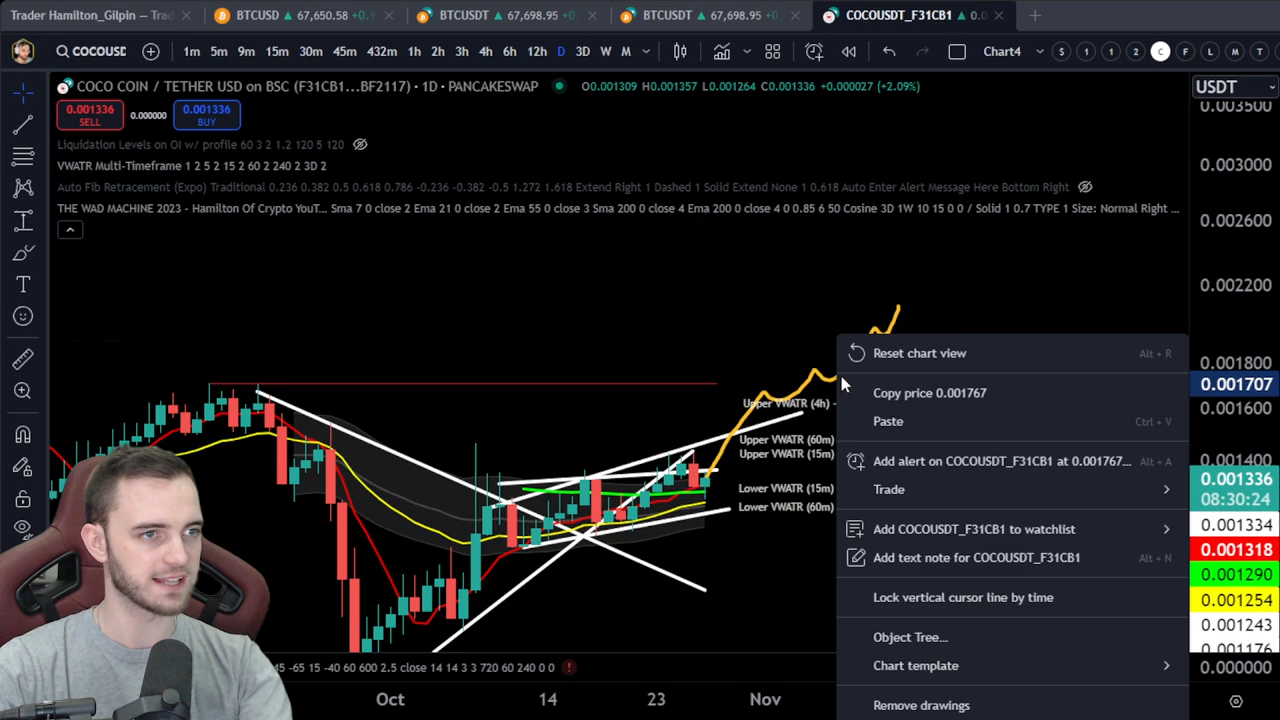 Trader Hamilton_Gilpin — Trad
BTCUSD 67,650.58 +0.9
BTCUSDT 67,698.95 +0.
BTCUSDT 67,698.95 +0.
COCOUSDT_F31CB1 0.0
COCOUSD
1m 5m 9m 15m 30m 45m 432m 1h 2h 3h 4h 6h 12h D 3D W M
Chart4
$ 1 1 2 C F L M T
COCO COIN / TETHER USD on BSC (F31CB1...BF2117) · 1D · PANCAKESWAP
O0.001309 H0.001357 L0.001264 C0.001336 +0.000027 (+2.09%)
USDT
0.001336
SELL
0.000000
0.001336
BUY
Liquidation Levels on OI w/ profile 60 3 2 1.2 120 5 120
VWATR Multi-Timeframe 1 2 5 2 15 2 60 2 240 2 3D 2
Auto Fib Retracement (Expo) Traditional 0.236 0.382 0.5 0.618 0.786 -0.236 -0.382 -0.5 1.272 1.618 Extend Right 1 Dashed 1 Solid Extend None 1 0.618 Auto Enter Alert Message Here Bottom Right
THE WAD MACHINE 2023 - Hamilton Of Crypto YouT... Sma 7 0 close 2 Ema 21 0 close 2 Ema 55 0 close 3 Sma 200 0 close 4 Ema 200 0 close 4 0 0.85 6 50 Cosine 3D 1W 10 15 0 0 / Solid 1 0.7 TYPE 1 Size: Normal Right ...
Upper VWATR (4h) -
Upper VWATR (60m)
Upper VWATR (15m)
Lower VWATR (15m)
Lower VWATR (60m)
Reset chart view Alt + R
Copy price 0.001767
Paste Ctrl + V
Add alert on COCOUSDT_F31CB1 at 0.001767... Alt + A
Trade
Add COCOUSDT_F31CB1 to watchlist
Add text note for COCOUSDT_F31CB1 Alt + N
Lock vertical cursor line by time
Object Tree...
Chart template
Remove drawings
0.003500
0.003000
0.002600
0.002200
0.001800
0.001707
0.001600
0.001400
0.001336
08:30:24
0.001334
0.001318
0.001290
0.001254
0.001243
0.001176
0.000000
45 -65 15 -40 60 600 2.5 close 14 14 3 3 720 60 240 0 0
Oct 14 23 Nov